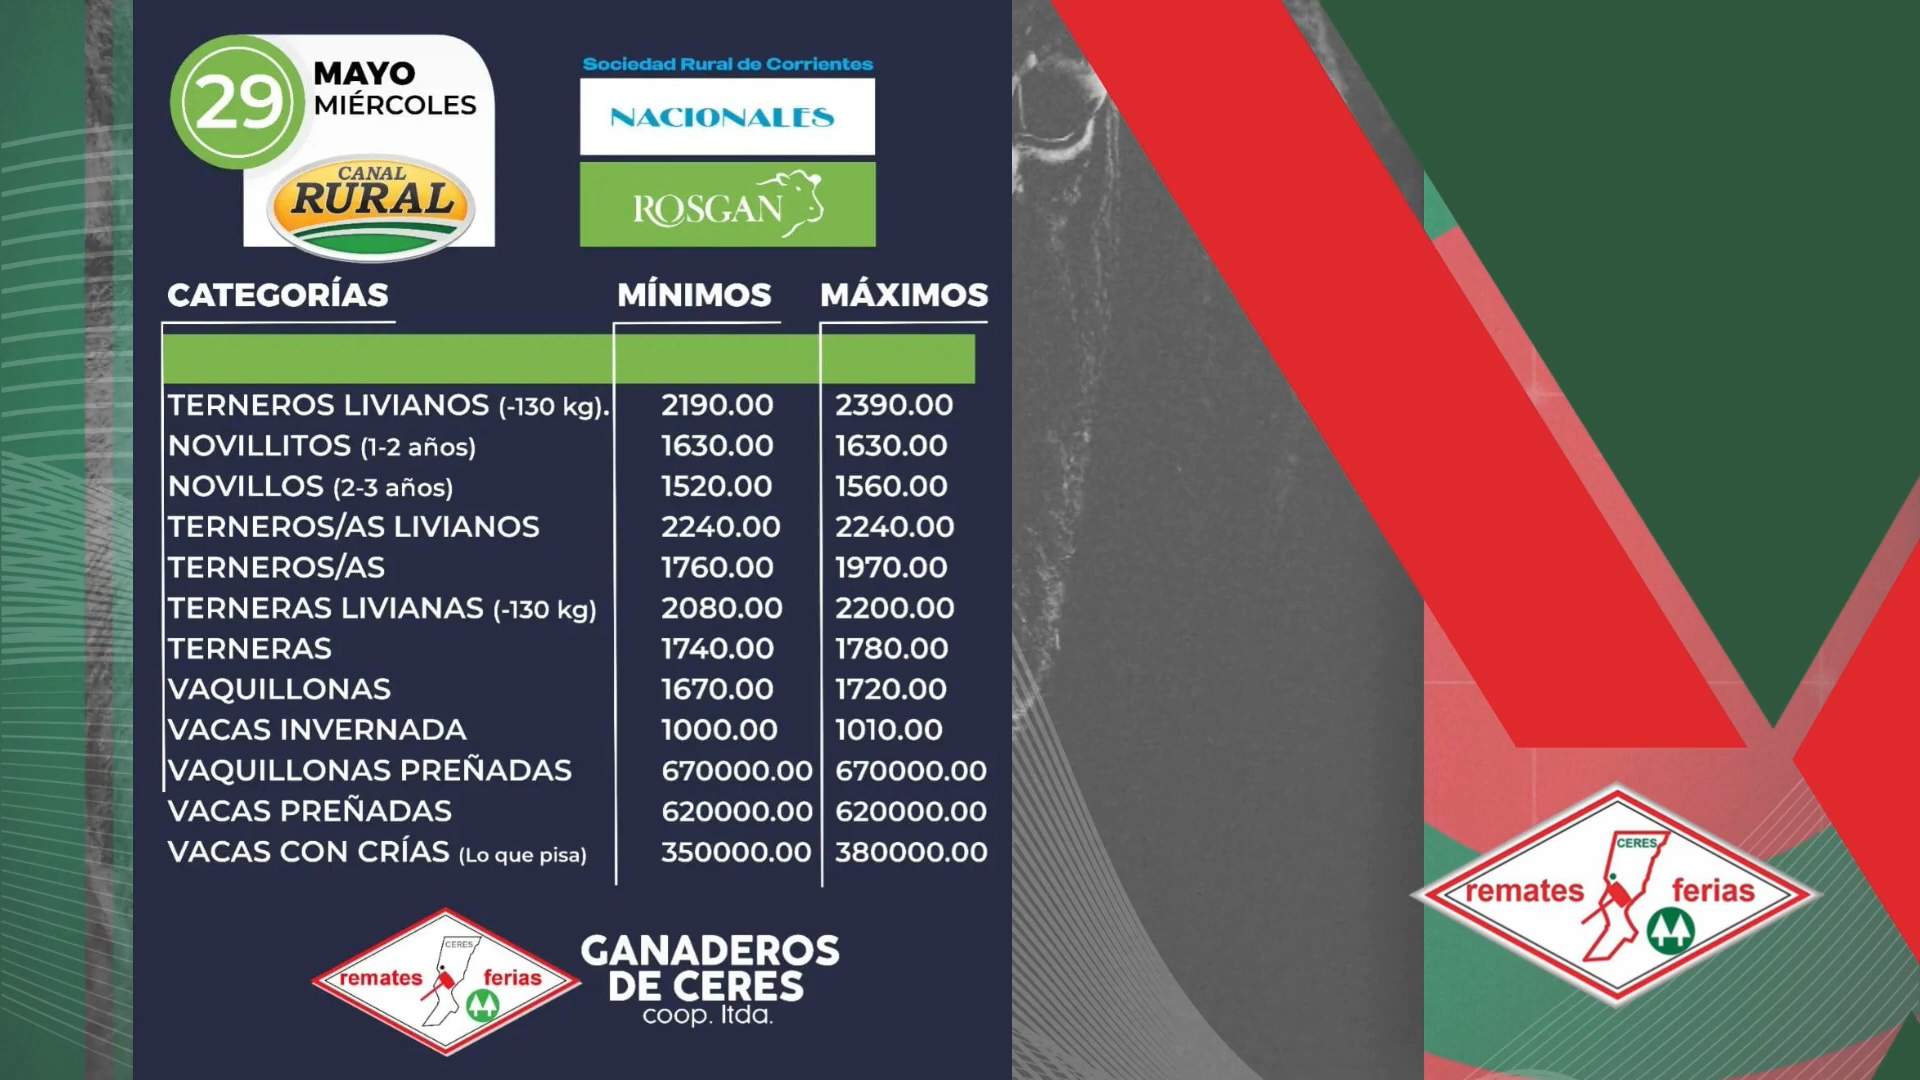 29
MAYO
MIÉRCOLES
CANAL
RURAL
Sociedad Rural de Corrientes
NACIONALES
ROSGAN
CATEGORÍAS MÍNIMOS MÁXIMOS
TERNEROS LIVIANOS (-130 kg). 2190.00 2390.00
NOVILLITOS (1-2 años) 1630.00 1630.00
NOVILLOS (2-3 años) 1520.00 1560.00
TERNEROS/AS LIVIANOS 2240.00 2240.00
TERNEROS/AS 1760.00 1970.00
TERNERAS LIVIANAS (-130 kg) 2080.00 2200.00
TERNERAS 1740.00 1780.00
VAQUILLONAS 1670.00 1720.00
VACAS INVERNADA 1000.00 1010.00
VAQUILLONAS PREÑADAS 670000.00 670000.00
VACAS PREÑADAS 620000.00 620000.00
VACAS CON CRÍAS (Lo que pisa) 350000.00 380000.00
CERES
remates ferias
GANADEROS
DE CERES
coop. ltda.
CERES
remates ferias